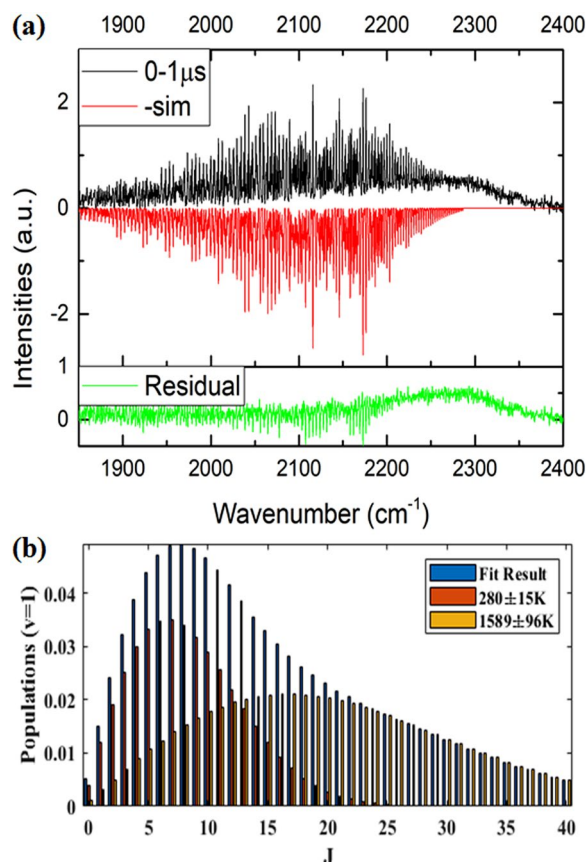 (a)
1900 2000 2100 2200 2300 2400
0-1μs
-sim
2
0
-2
Intensities (a.u.)
1
0
Residual
1900 2000 2100 2200 2300 2400
Wavenumber (cm⁻¹)
(b)
Populations (v=1)
0.04
0.03
0.02
0.01
0
Fit Result
280±15K
1589±96K
0 5 10 15 20 25 30 35 40
J